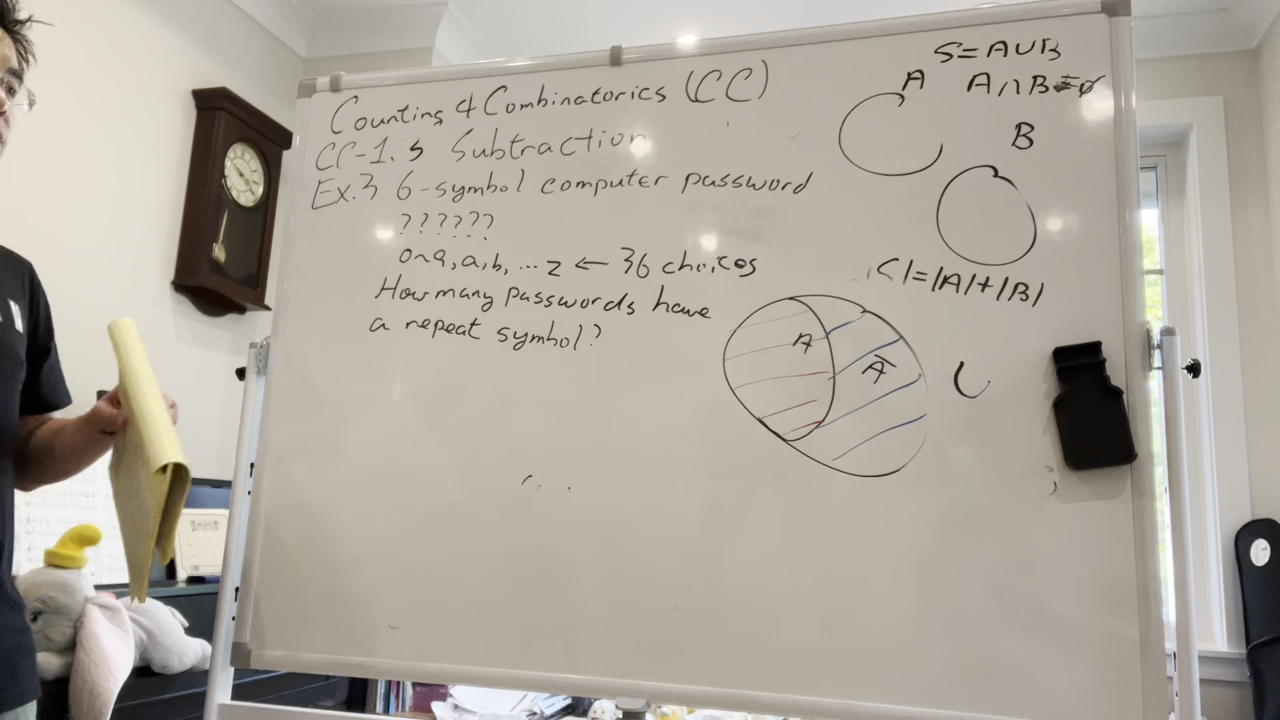 Counting & Combinatorics (CC)
CC-1.5 Subtraction
Ex.3 6-symbol computer password
??????
0~9, a, b, ... z ← 36 choices
How many passwords have
a repeat symbol?
S = A∪B
A A∩B=∅
B
|=|A|+|B|
A
Ā
U